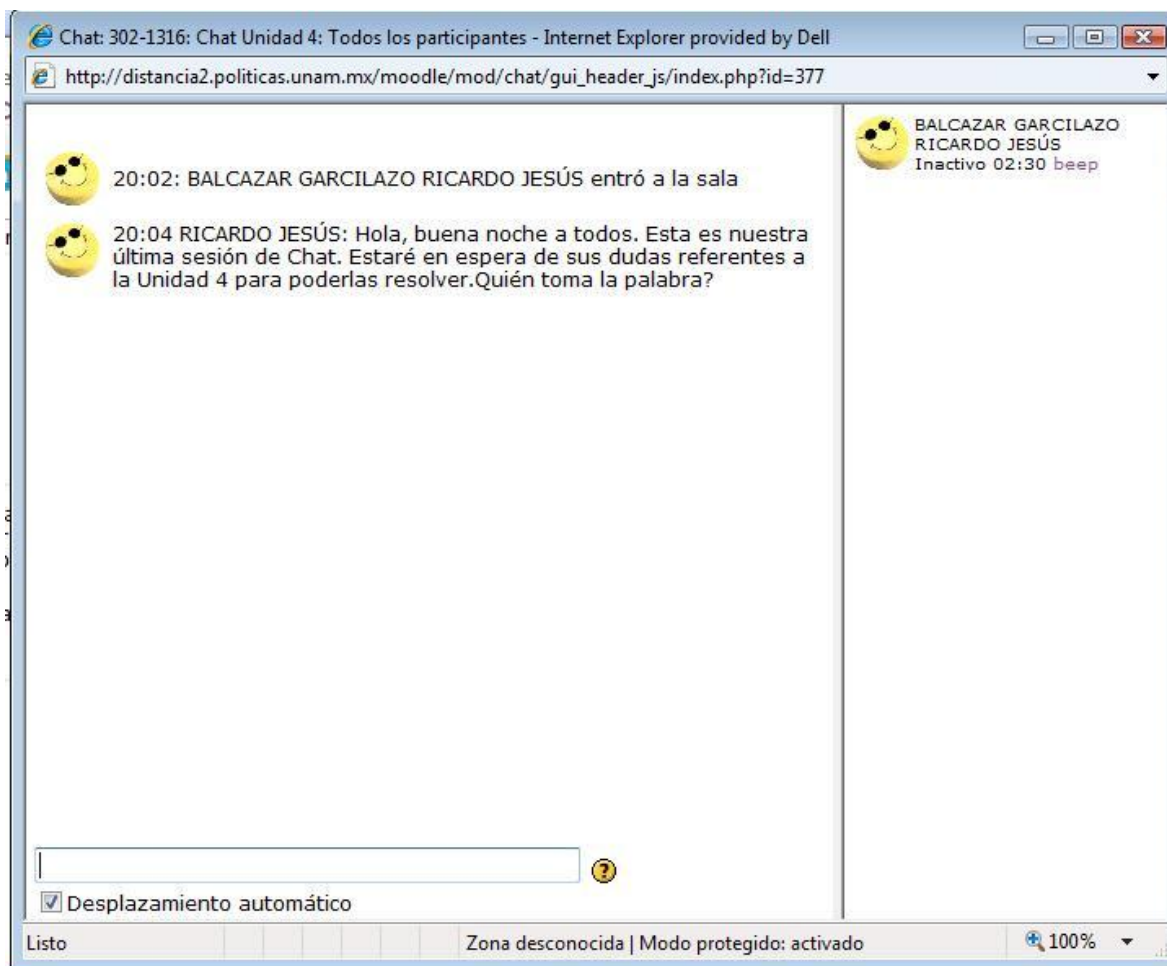 Chat: 302-1316: Chat Unidad 4: Todos los participantes - Internet Explorer provided by Dell
http://distancia2.politicas.unam.mx/moodle/mod/chat/gui_header_js/index.php?id=377
20:02: BALCAZAR GARCILAZO RICARDO JESÚS entró a la sala
20:04 RICARDO JESÚS: Hola, buena noche a todos. Esta es nuestra
última sesión de Chat. Estaré en espera de sus dudas referentes a
la Unidad 4 para poderlas resolver.Quién toma la palabra?
BALCAZAR GARCILAZO
RICARDO JESÚS
Inactivo 02:30 beep
?
Desplazamiento automático
Listo
Zona desconocida | Modo protegido: activado
100%